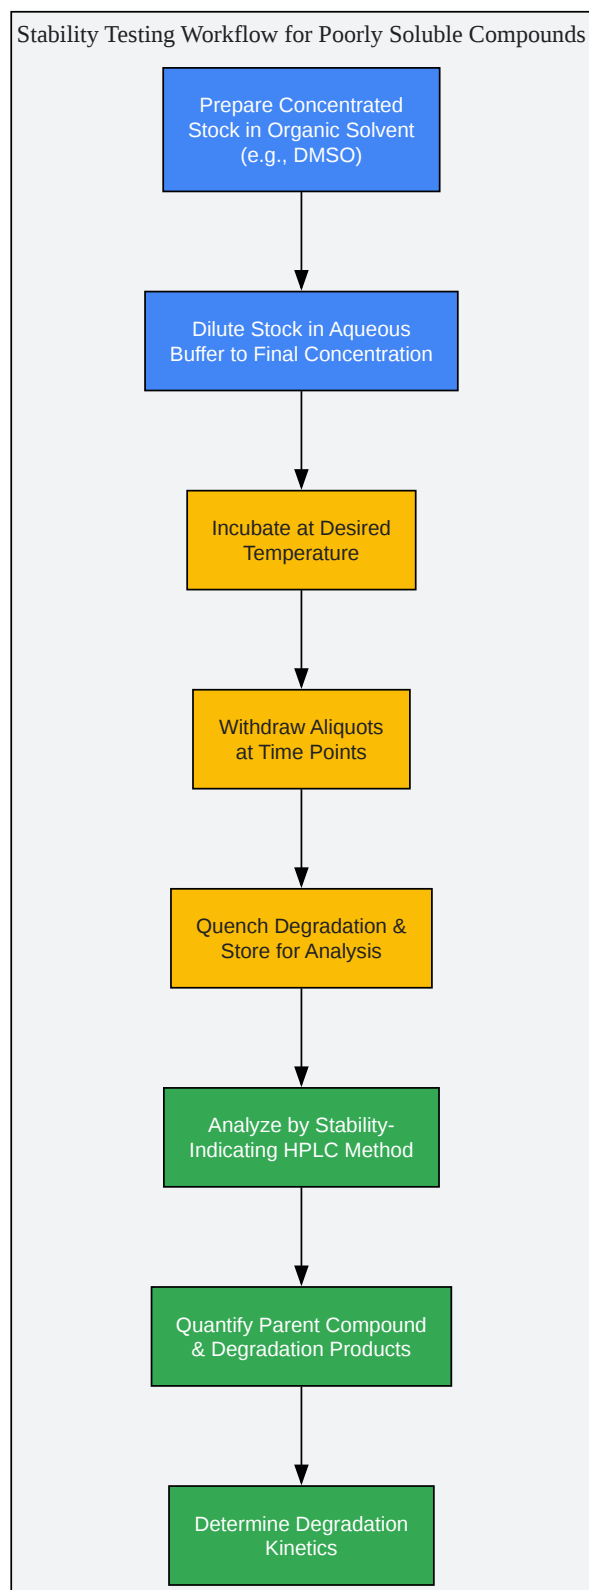 Stability Testing Workflow for Poorly Soluble Compounds
Prepare Concentrated
Stock in Organic Solvent
(e.g., DMSO)
Dilute Stock in Aqueous
Buffer to Final Concentration
Incubate at Desired
Temperature
Withdraw Aliquots
at Time Points
Quench Degradation &
Store for Analysis
Analyze by Stability-
Indicating HPLC Method
Quantify Parent Compound
& Degradation Products
Determine Degradation
Kinetics